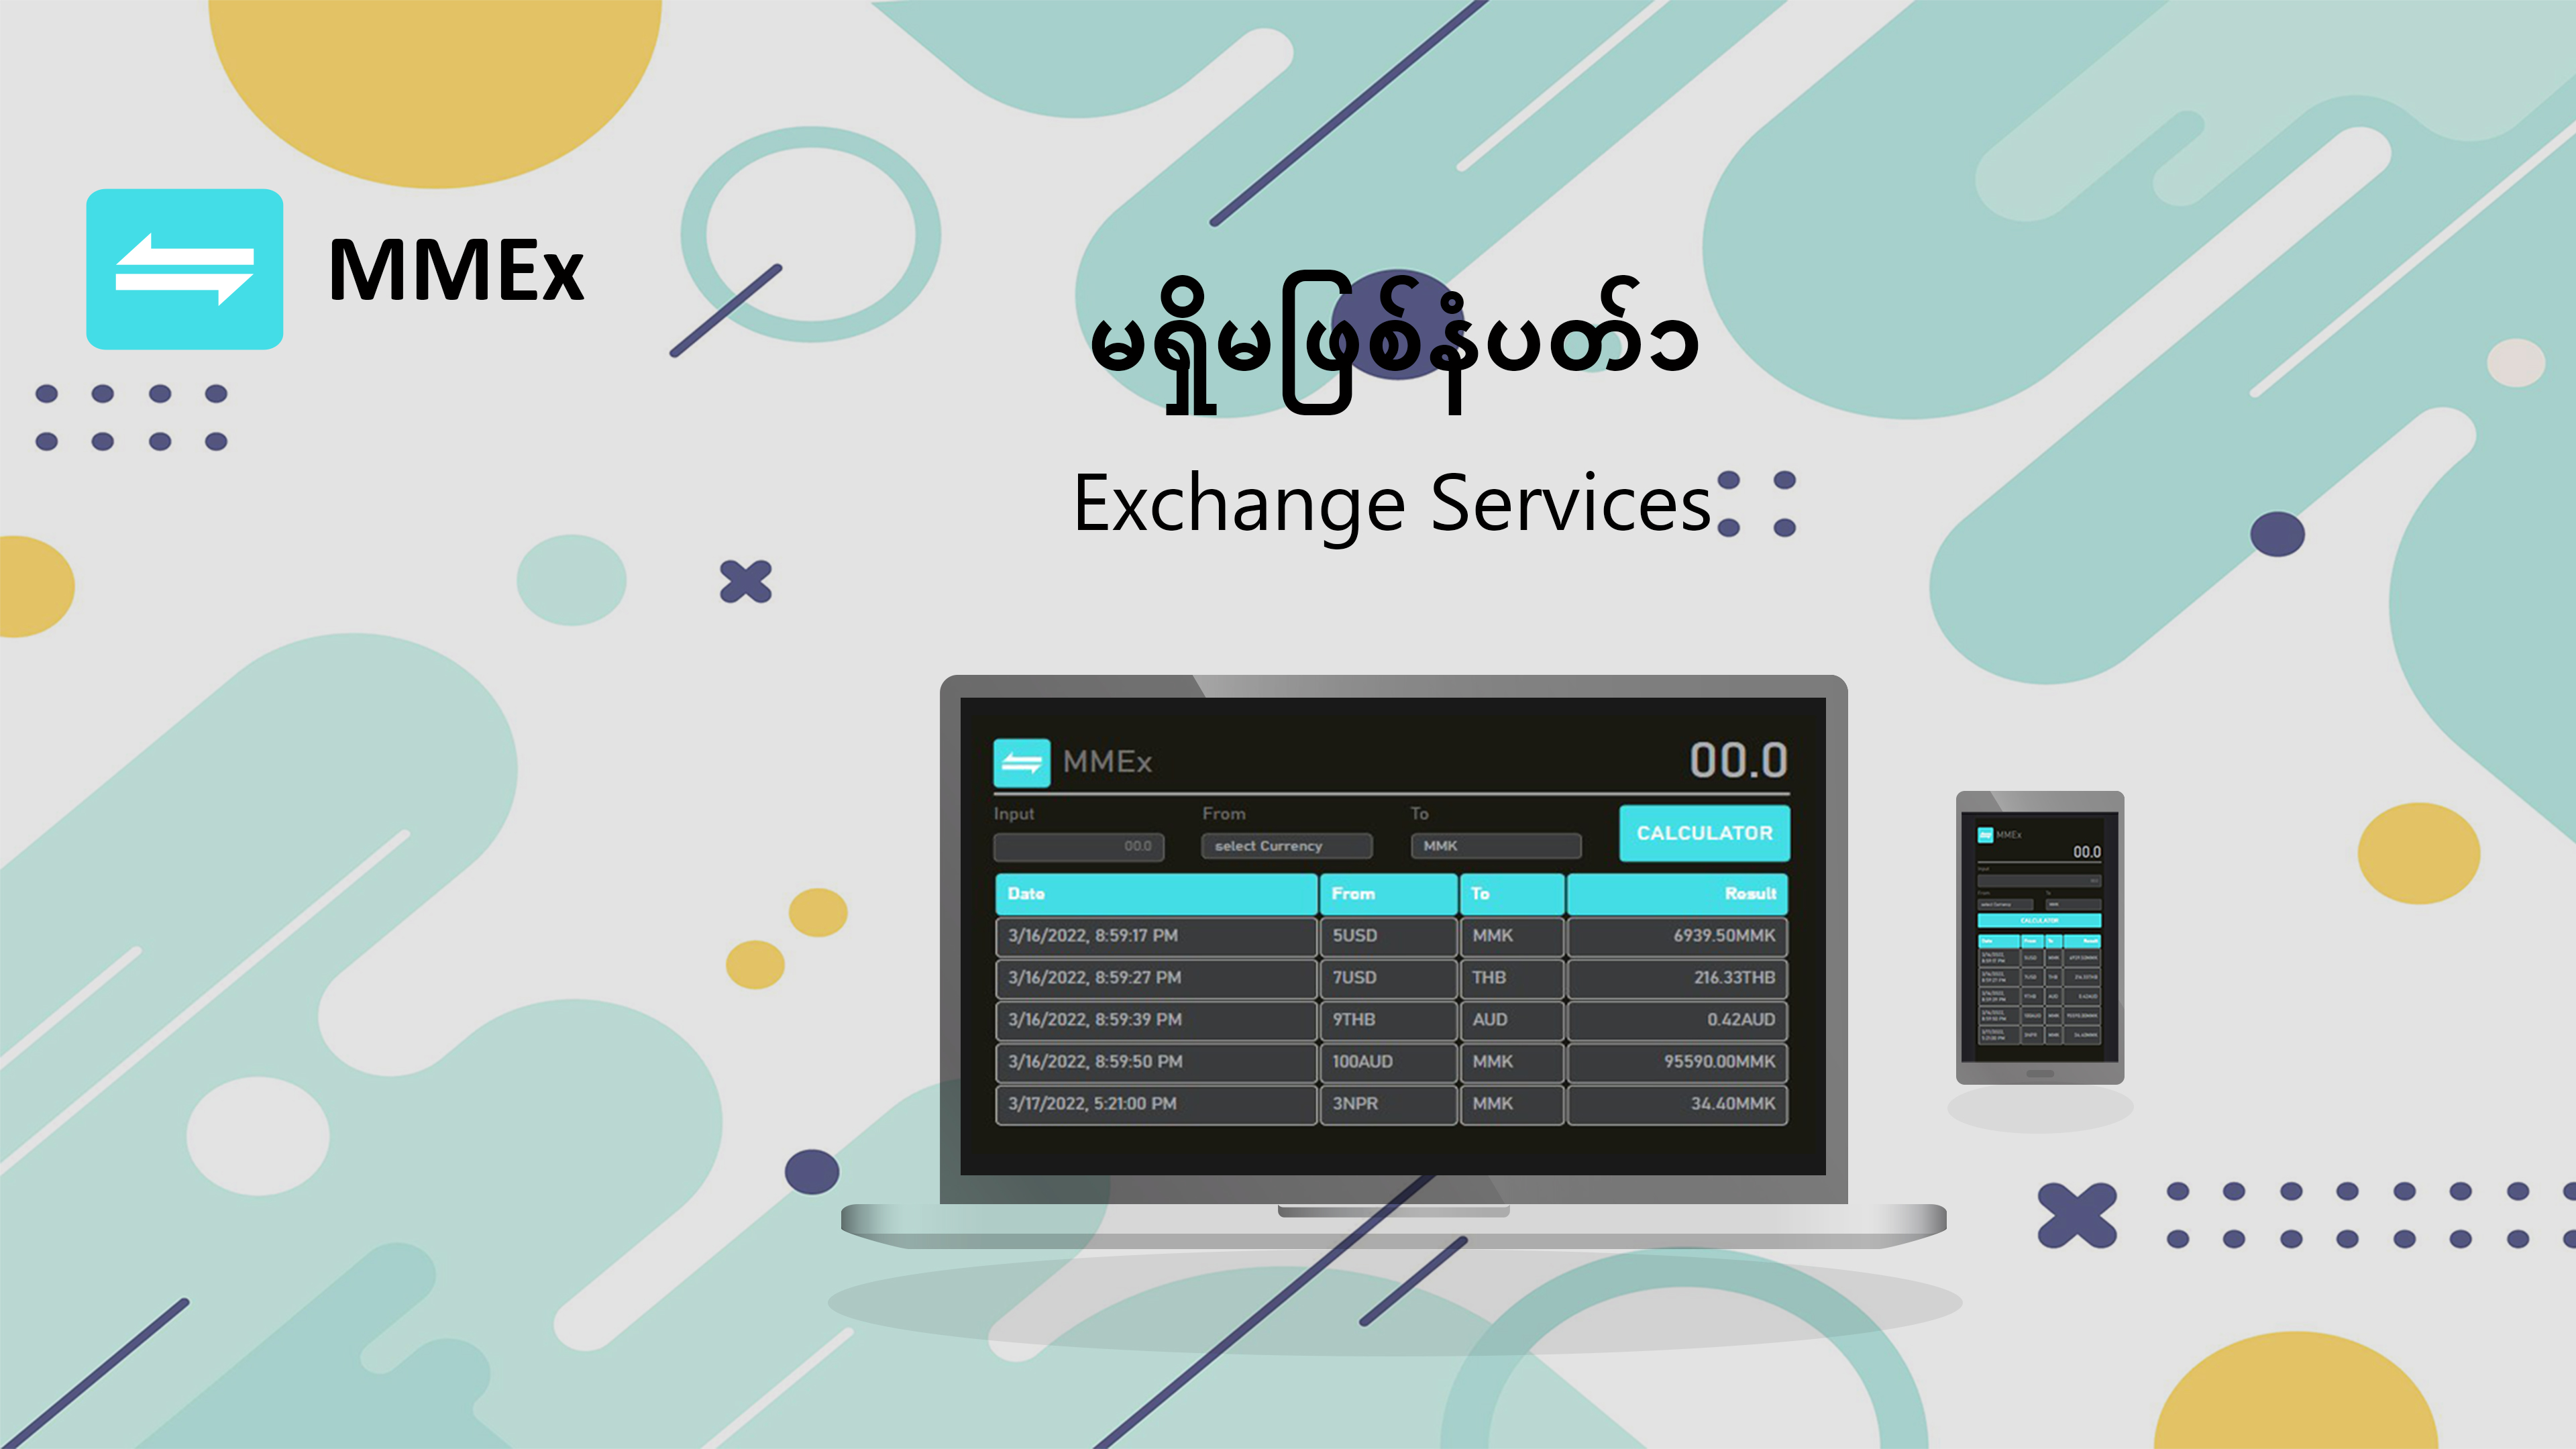 MMEx
မရှိမဖြစ်နံပတ်၁
Exchange Services
MMEx 00.0
Input From To
00.0 select Currency MMK CALCULATOR
Date From To Result
3/16/2022, 8:59:17 PM 5USD MMK 6939.50MMK
3/16/2022, 8:59:27 PM 7USD THB 216.33THB
3/16/2022, 8:59:39 PM 9THB AUD 0.42AUD
3/16/2022, 8:59:50 PM 100AUD MMK 95590.00MMK
3/17/2022, 5:21:00 PM 3NPR MMK 34.40MMK
MMEx
00.0
CALCULATOR